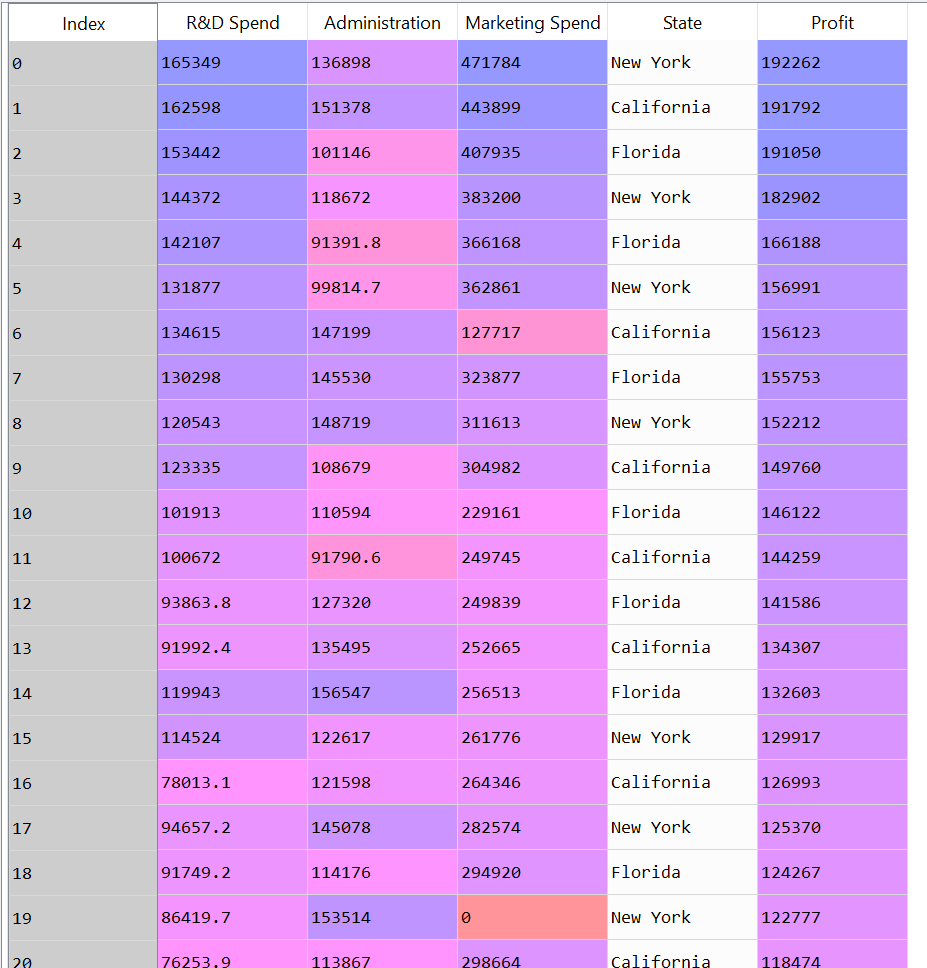 Index R&D Spend Administration Marketing Spend State Profit
0 165349 136898 471784 New York 192262
1 162598 151378 443899 California 191792
2 153442 101146 407935 Florida 191050
3 144372 118672 383200 New York 182902
4 142107 91391.8 366168 Florida 166188
5 131877 99814.7 362861 New York 156991
6 134615 147199 127717 California 156123
7 130298 145530 323877 Florida 155753
8 120543 148719 311613 New York 152212
9 123335 108679 304982 California 149760
10 101913 110594 229161 Florida 146122
11 100672 91790.6 249745 California 144259
12 93863.8 127320 249839 Florida 141586
13 91992.4 135495 252665 California 134307
14 119943 156547 256513 Florida 132603
15 114524 122617 261776 New York 129917
16 78013.1 121598 264346 California 126993
17 94657.2 145078 282574 New York 125370
18 91749.2 114176 294920 Florida 124267
19 86419.7 153514 0 New York 122777
20 76253.9 113867 298664 California 118474